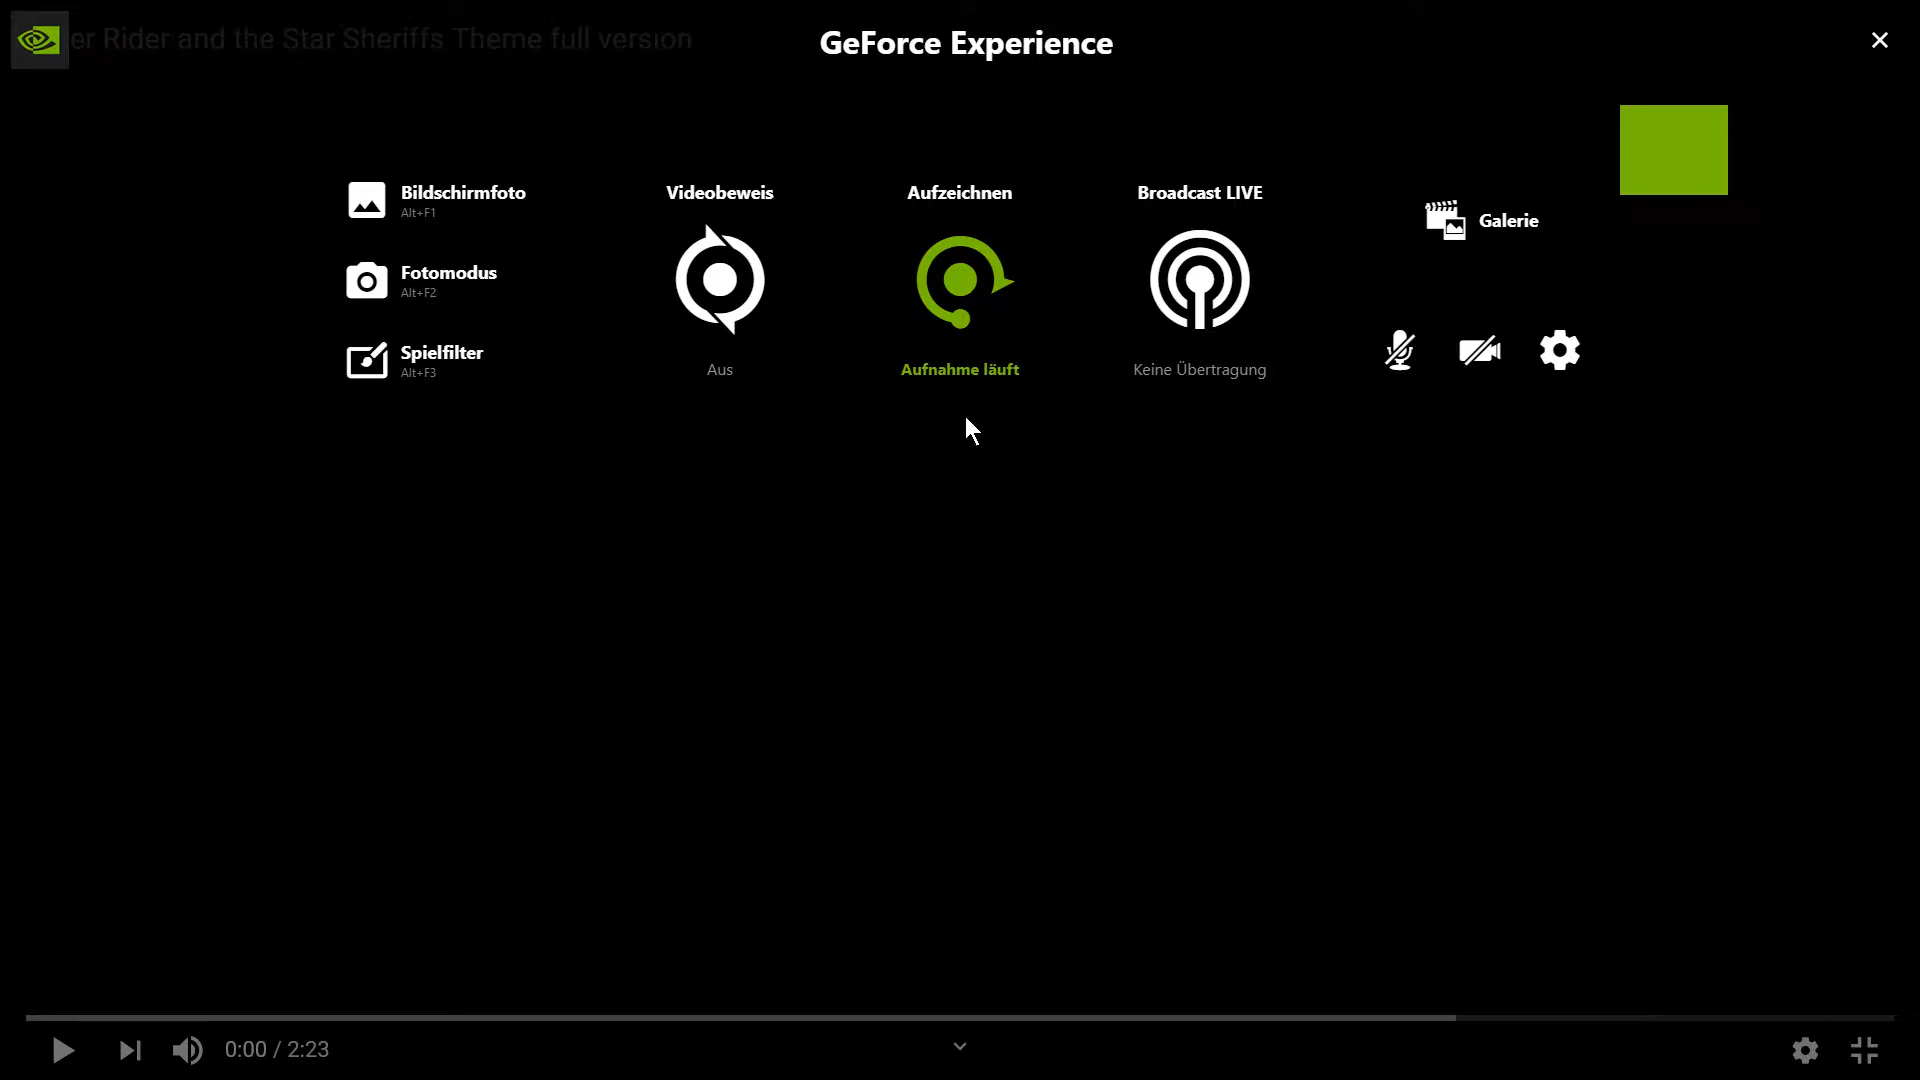 er Rider and the Star Sheriffs Theme full version
GeForce Experience
Bildschirmfoto
Alt+F1
Fotomodus
Alt+F2
Spielfilter
Alt+F3
Videobeweis
Aus
Aufzeichnen
Aufnahme läuft
Broadcast LIVE
Keine Übertragung
Galerie
0:00 / 2:23